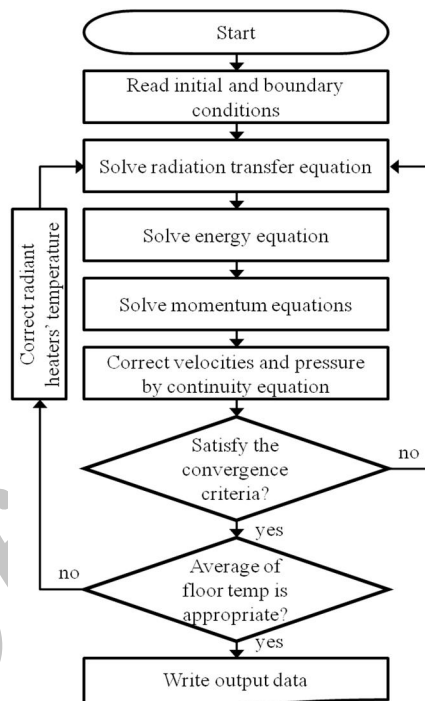 Start
Read initial and boundary
conditions
Solve radiation transfer equation
Solve energy equation
Correct radiant
heaters' temperature
Solve momentum equations
Correct velocities and pressure
by continuity equation
Satisfy the
convergence
criteria?
no
yes
Average of
floor temp is
appropriate?
no
yes
Write output data